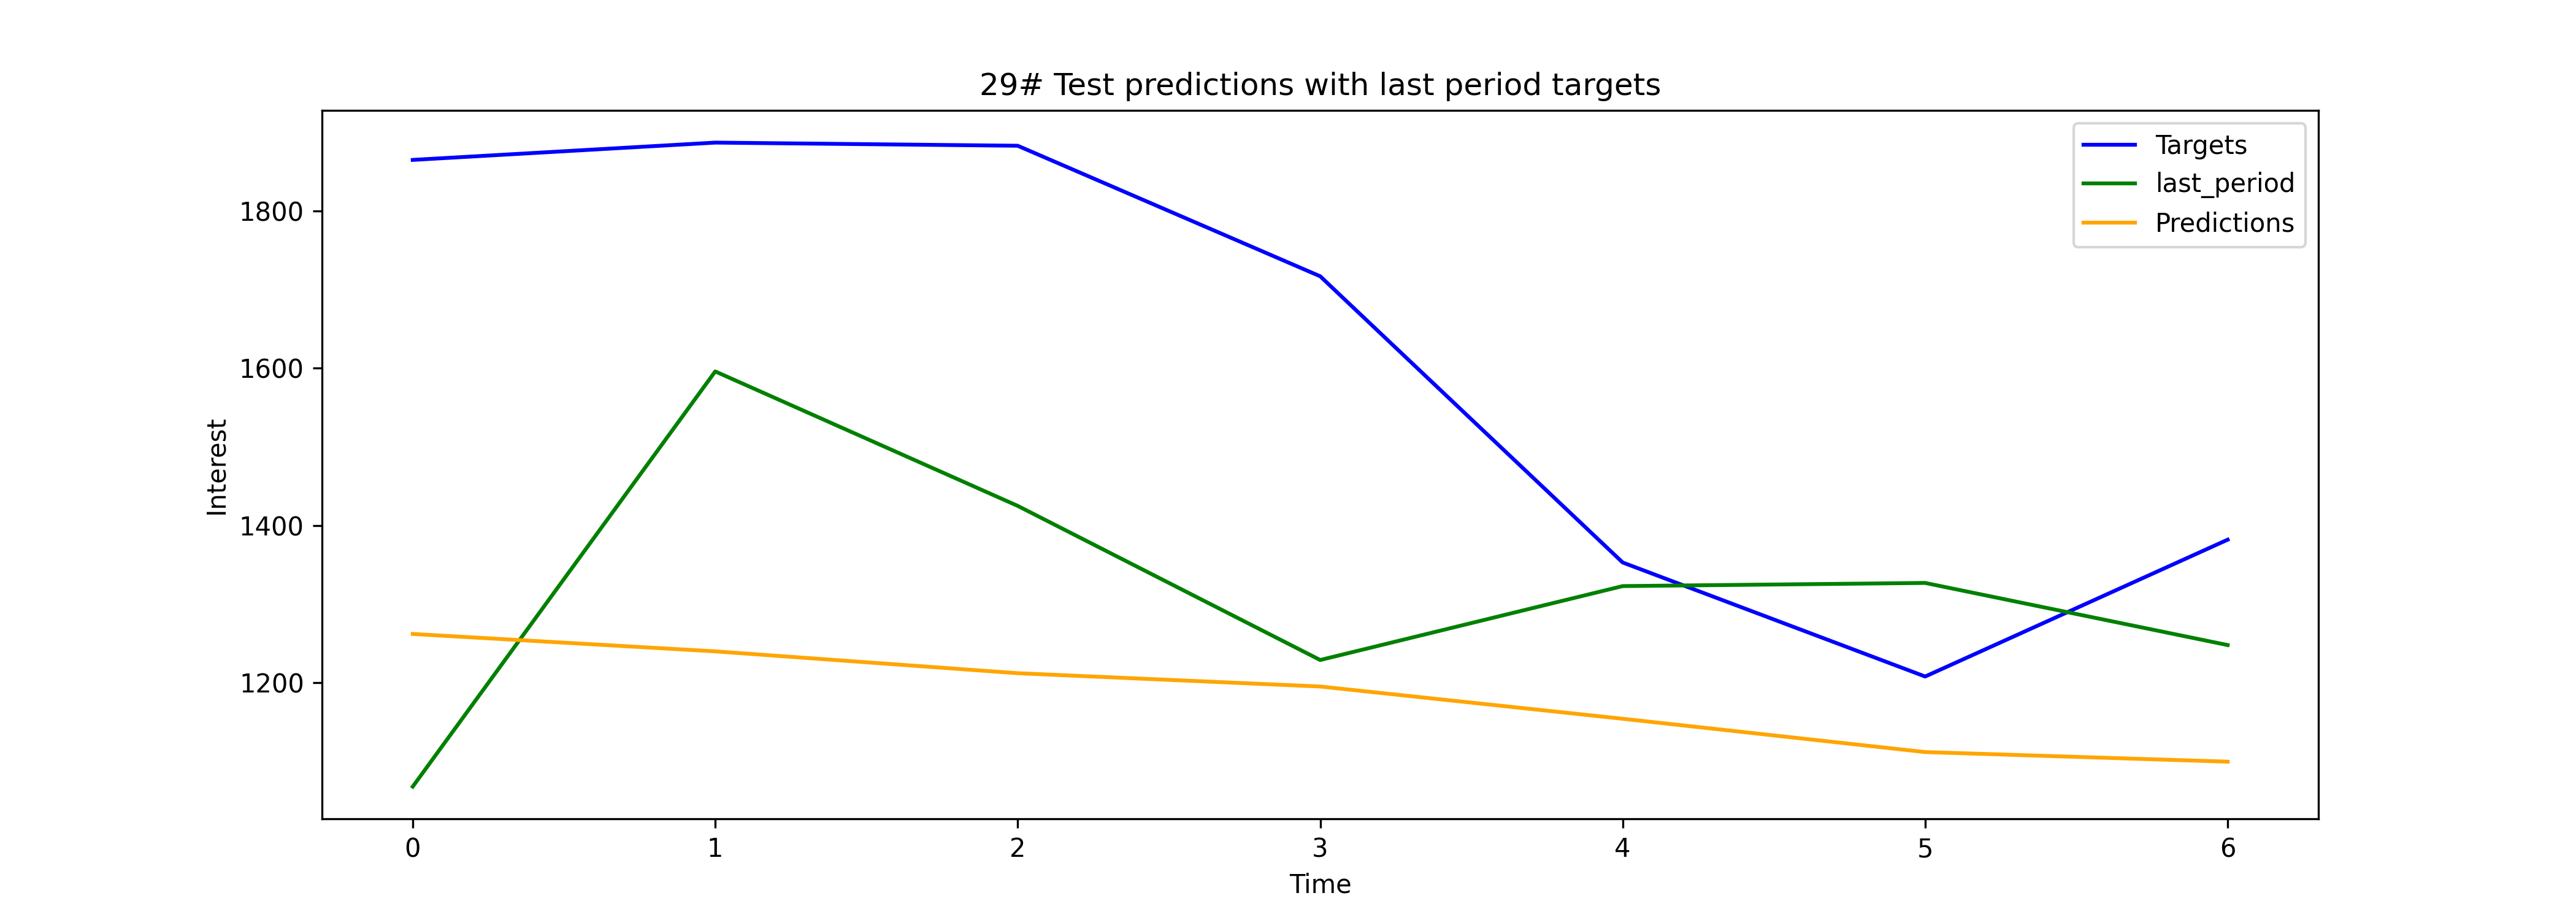 29# Test predictions with last period targets
Targets
last_period
Predictions
1800
1600
1400
1200
Interest
0 1 2 3 4 5 6
Time